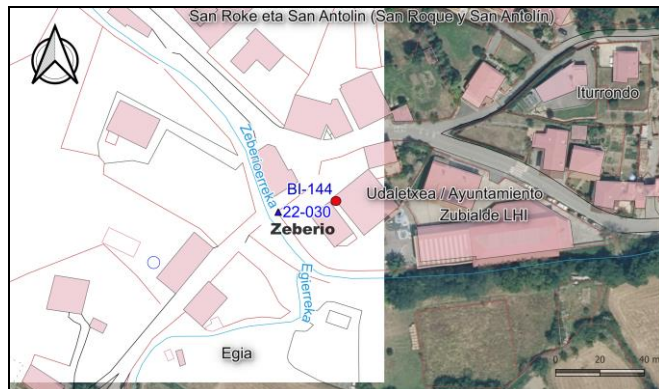 San Roke eta San Antolin (San Roque y San Antolín)
Iturrondo
Zeberioerreka
BI-144
Udaletxea / Ayuntamiento
22-030
Zubialde LHI
Zeberio
Egierreka
Egia
0 20 40 m